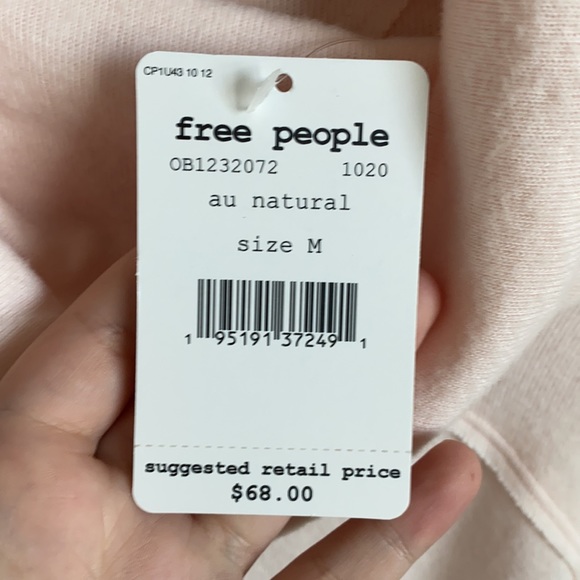 CP1U43 10 12
free people
OB1232072 1020
au natural
size M
1 95191 37249 1
suggested retail price
$68.00